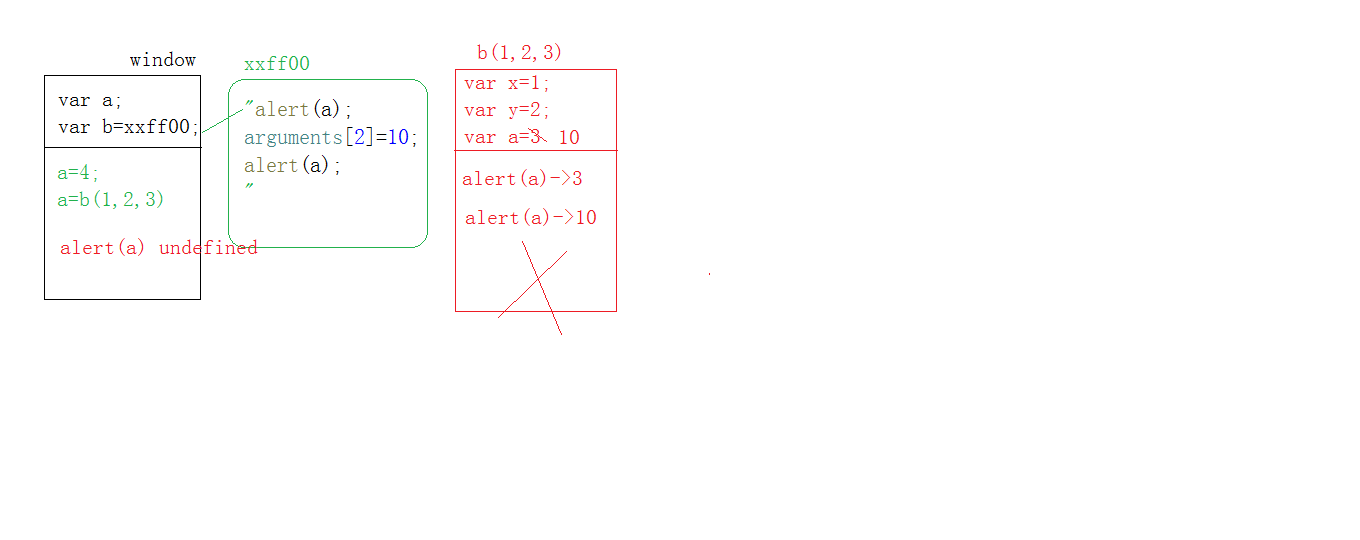 window
var a;
var b=xxff00;
a=4;
a=b(1,2,3)
alert(a) undefined
xxff00
"alert(a);
arguments[2]=10;
alert(a);
"
b(1,2,3)
var x=1;
var y=2;
var a=3 10
alert(a)->3
alert(a)->10